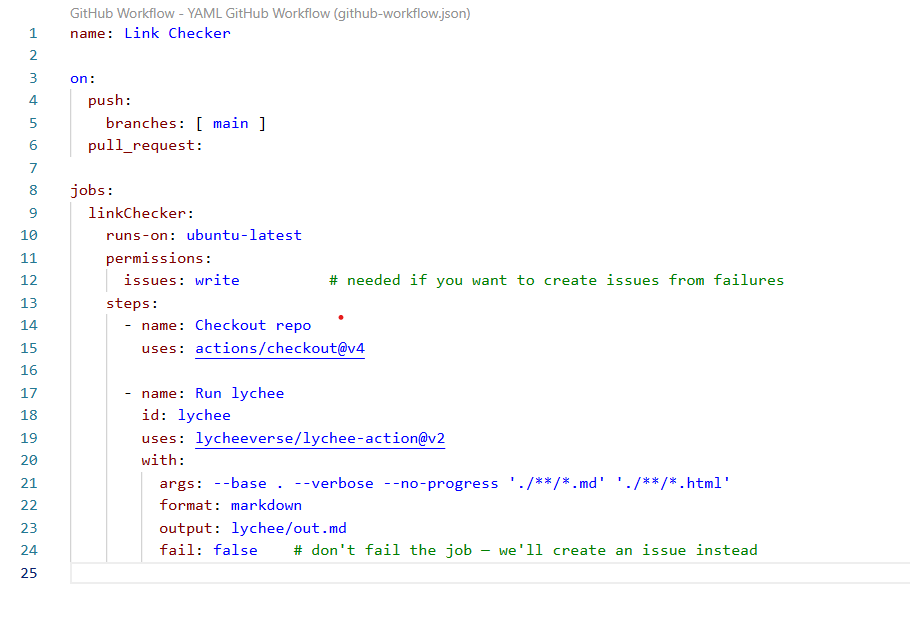 GitHub Workflow - YAML GitHub Workflow (github-workflow.json)
1 name: Link Checker
2
3 on:
4   push:
5     branches: [ main ]
6   pull_request:
7
8 jobs:
9   linkChecker:
10     runs-on: ubuntu-latest
11     permissions:
12       issues: write          # needed if you want to create issues from failures
13     steps:
14       - name: Checkout repo
15         uses: actions/checkout@v4
16
17       - name: Run lychee
18         id: lychee
19         uses: lycheeverse/lychee-action@v2
20         with:
21           args: --base . --verbose --no-progress './**/*.md' './**/*.html'
22           format: markdown
23           output: lychee/out.md
24           fail: false    # don't fail the job — we'll create an issue instead
25